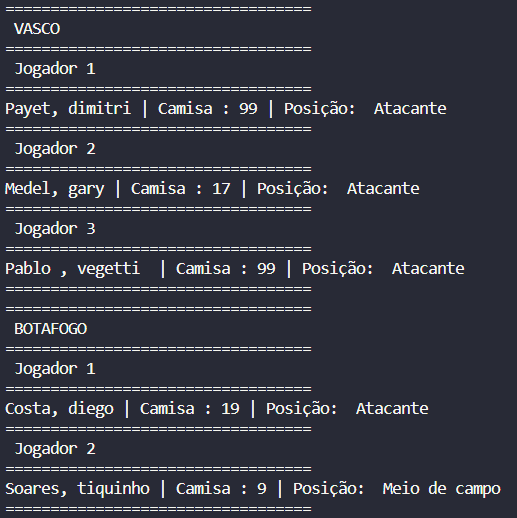 ==================================
VASCO
==================================
Jogador 1
==================================
Payet, dimitri | Camisa : 99 | Posição:  Atacante
==================================
Jogador 2
==================================
Medel, gary | Camisa : 17 | Posição:  Atacante
==================================
Jogador 3
==================================
Pablo , vegetti  | Camisa : 99 | Posição:  Atacante
==================================
==================================
BOTAFOGO
==================================
Jogador 1
==================================
Costa, diego | Camisa : 19 | Posição:  Atacante
==================================
Jogador 2
==================================
Soares, tiquinho | Camisa : 9 | Posição:  Meio de campo
==================================